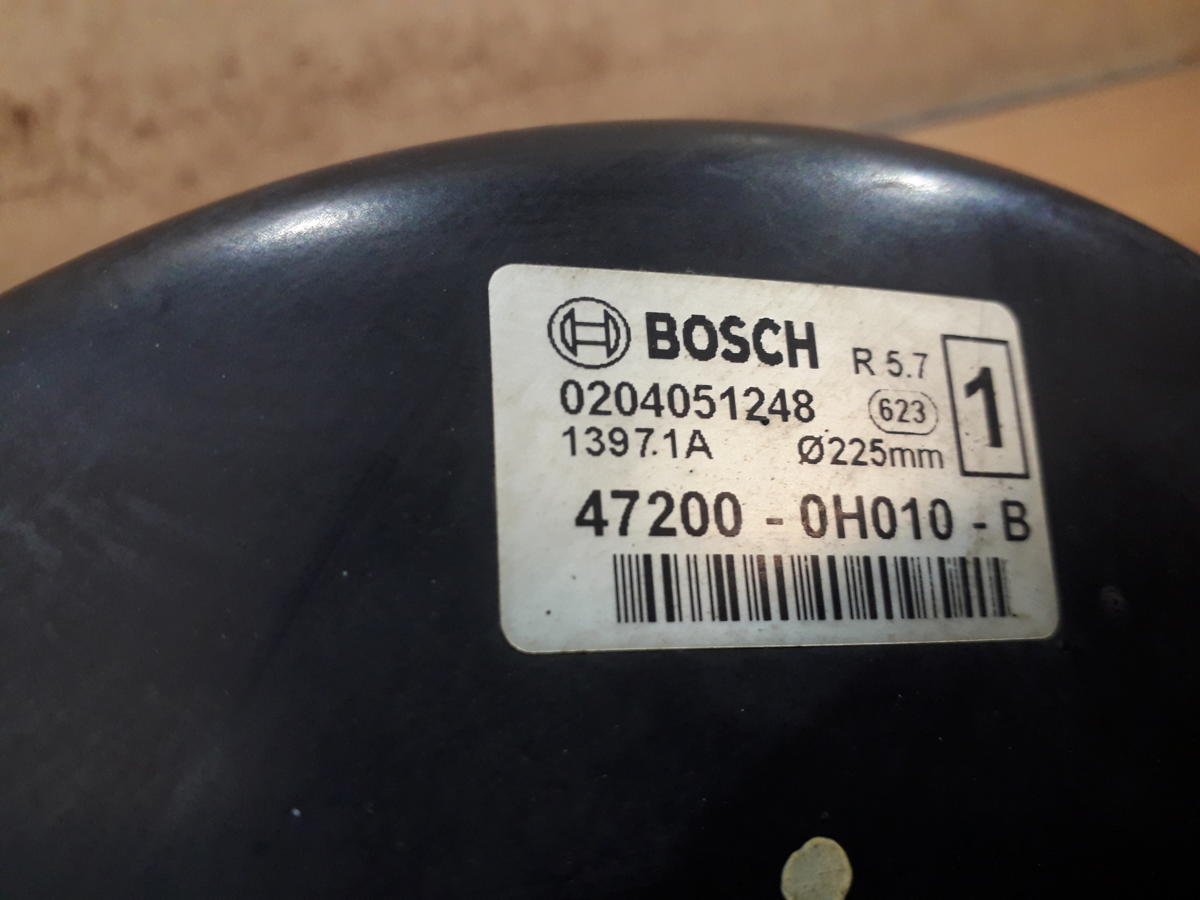 BOSCH R 5.7 1
0204051248 623
1397.1A Ø225mm
47200 - 0H010 - B